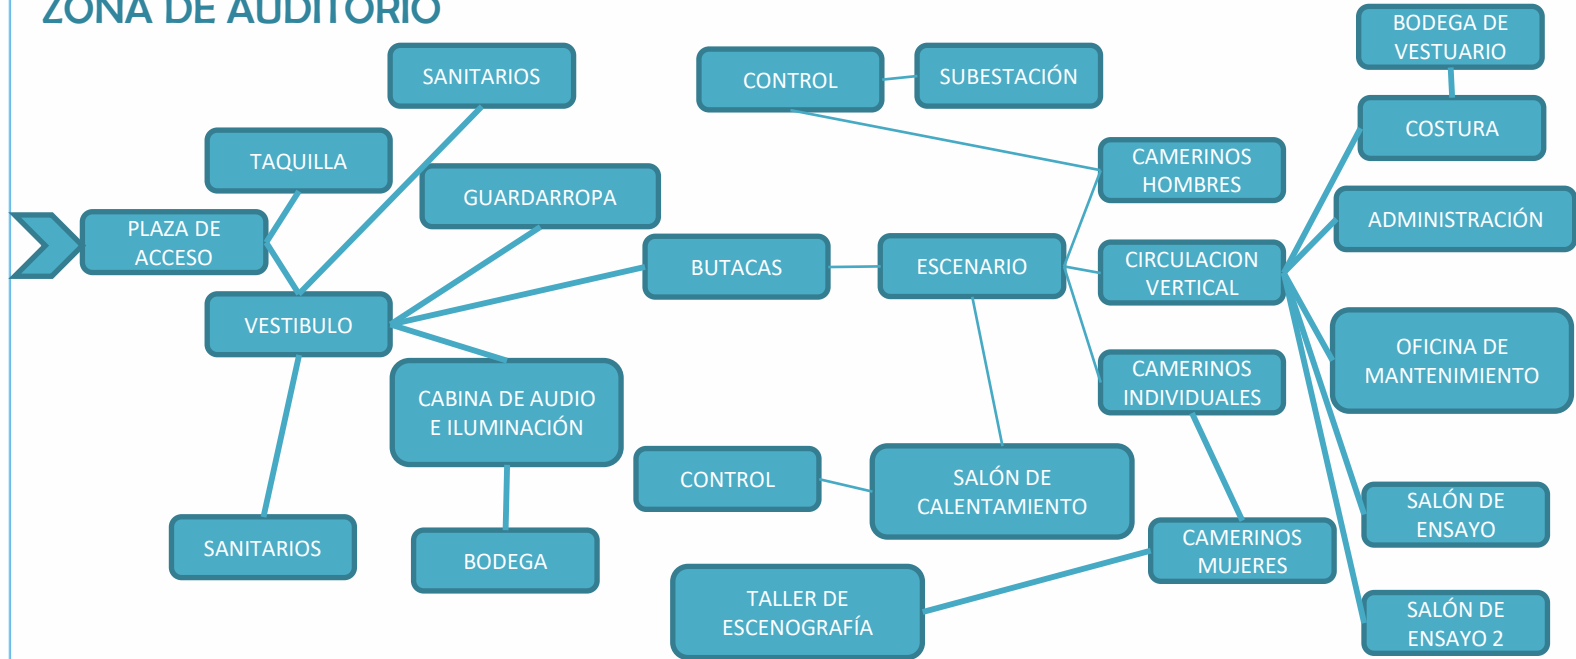 ZONA DE AUDITORIO
BODEGA DE
VESTUARIO
SANITARIOS
CONTROL
SUBESTACIÓN
COSTURA
TAQUILLA
CAMERINOS
HOMBRES
GUARDARROPA
ADMINISTRACIÓN
PLAZA DE
ACCESO
BUTACAS
ESCENARIO
CIRCULACION
VERTICAL
VESTIBULO
OFICINA DE
MANTENIMIENTO
CAMERINOS
INDIVIDUALES
CABINA DE AUDIO
E ILUMINACIÓN
CONTROL
SALÓN DE
CALENTAMIENTO
SALÓN DE
ENSAYO
SANITARIOS
BODEGA
CAMERINOS
MUJERES
TALLER DE
ESCENOGRAFÍA
SALÓN DE
ENSAYO 2